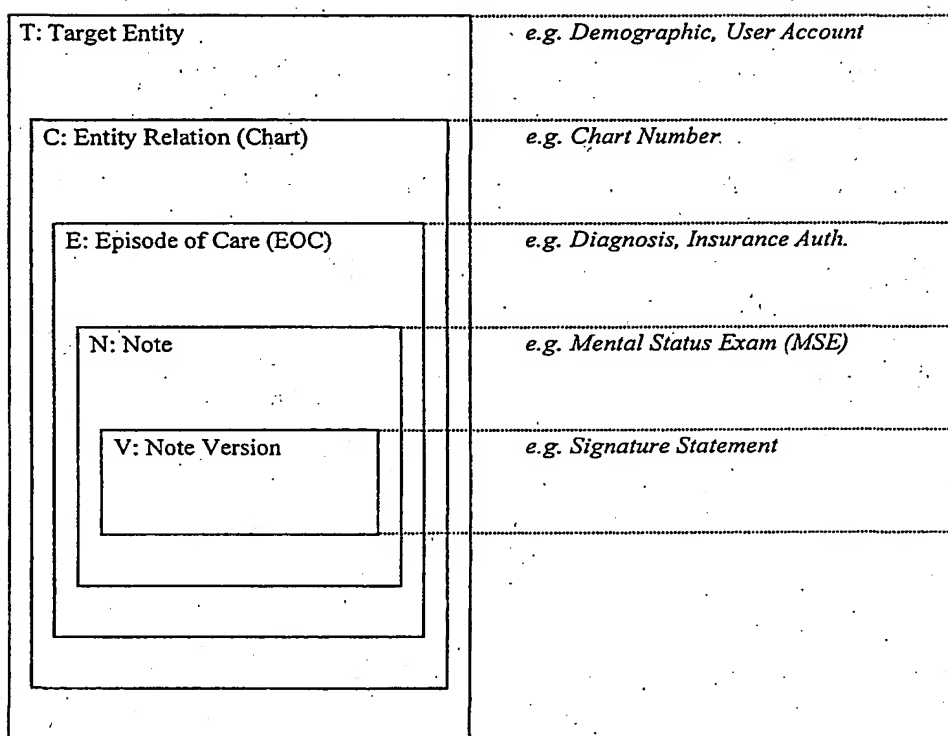 T: Target Entity
e.g. Demographic, User Account
C: Entity Relation (Chart)
e.g. Chart Number
E: Episode of Care (EOC)
e.g. Diagnosis, Insurance Auth.
N: Note
e.g. Mental Status Exam (MSE)
V: Note Version
e.g. Signature Statement